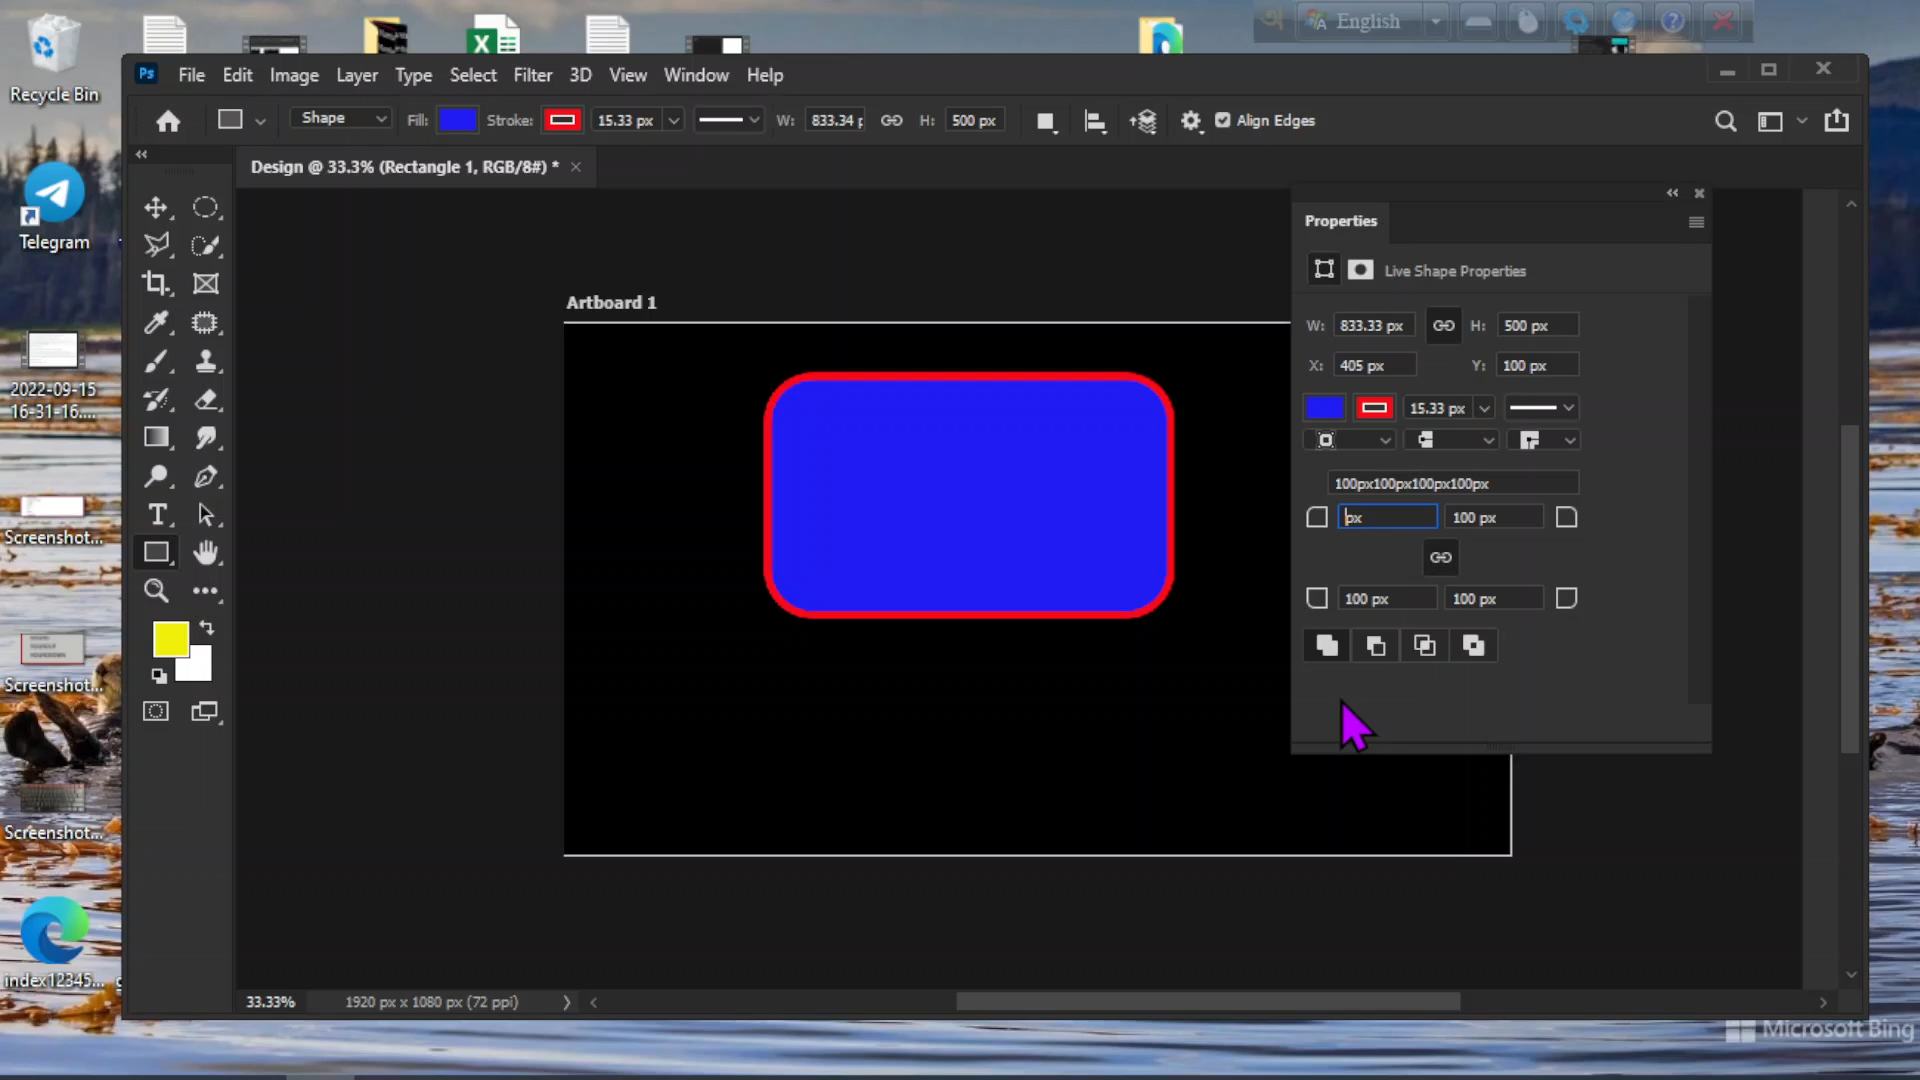 English
Recycle Bin
Ps File Edit Image Layer Type Select Filter 3D View Window Help
Shape Fill: Stroke: 15.33 px W: 833.34 H: 500 px Align Edges
Design @ 33.3% (Rectangle 1, RGB/8#) * ×
Telegram
Properties
Live Shape Properties
Artboard 1
W: 833.33 px H: 500 px
X: 405 px Y: 100 px
15.33 px
2022-09-15
16-31-16....
100px100px100px100px
px 100 px
100 px 100 px
Screenshot...
Screenshot...
Screenshot...
index12345...
33.33% 1920 px x 1080 px (72 ppi)
Microsoft Bing